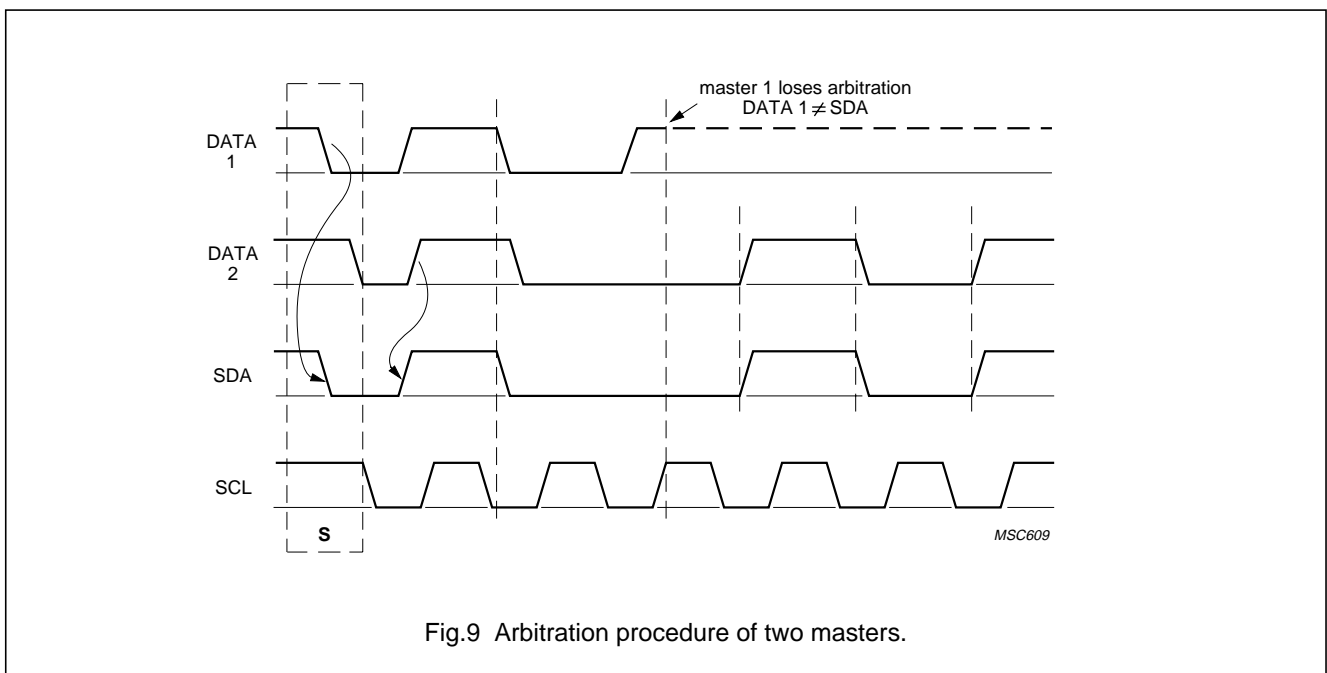 master 1 loses arbitration
DATA 1 ≠ SDA
DATA
1
DATA
2
SDA
SCL
S
MSC609
Fig.9 Arbitration procedure of two masters.